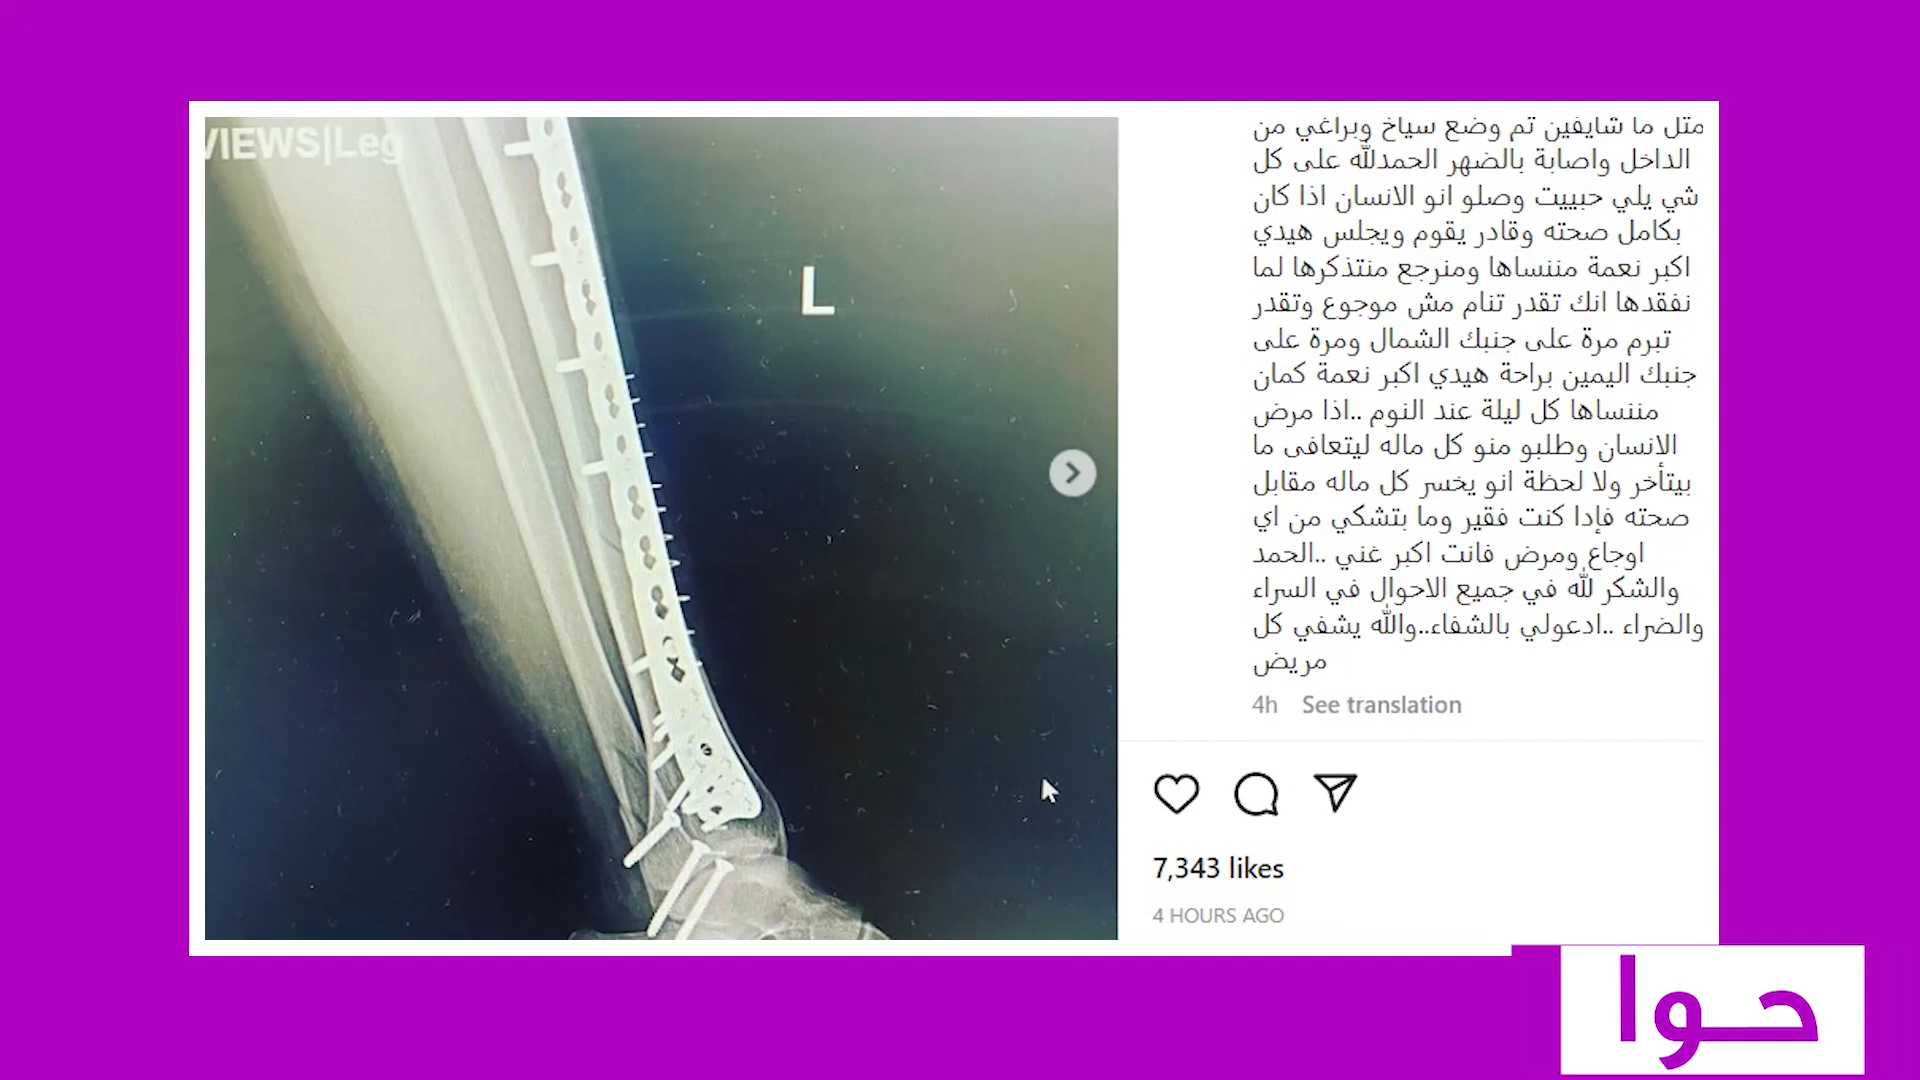 VIEWS|Leg
L
متل ما شايفين تم وضع سياخ وبراغي من
الداخل واصابة بالضهر الحمدلله على كل
شي يلي حبييت وصلو انو الانسان اذا كان
بكامل صحته وقادر يقوم ويجلس هيدي
اكبر نعمة مننساها ومنرجع منتذكرها لما
نفقدها انك تقدر تنام مش موجوع وتقدر
تبرم مرة على جنبك الشمال ومرة على
جنبك اليمين براحة هيدي اكبر نعمة كمان
مننساها كل ليلة عند النوم ..اذا مرض
الانسان وطلبو منو كل ماله ليتعافى ما
بيتأخر ولا لحظة انو يخسر كل ماله مقابل
صحته فإدا كنت فقير وما بتشكي من اي
اوجاع ومرض فانت اكبر غني ..الحمد
والشكر لله في جميع الاحوال في السراء
والضراء ..ادعولي بالشفاء..والله يشفي كل
مريض
4h See translation
7,343 likes
4 HOURS AGO
حـوا